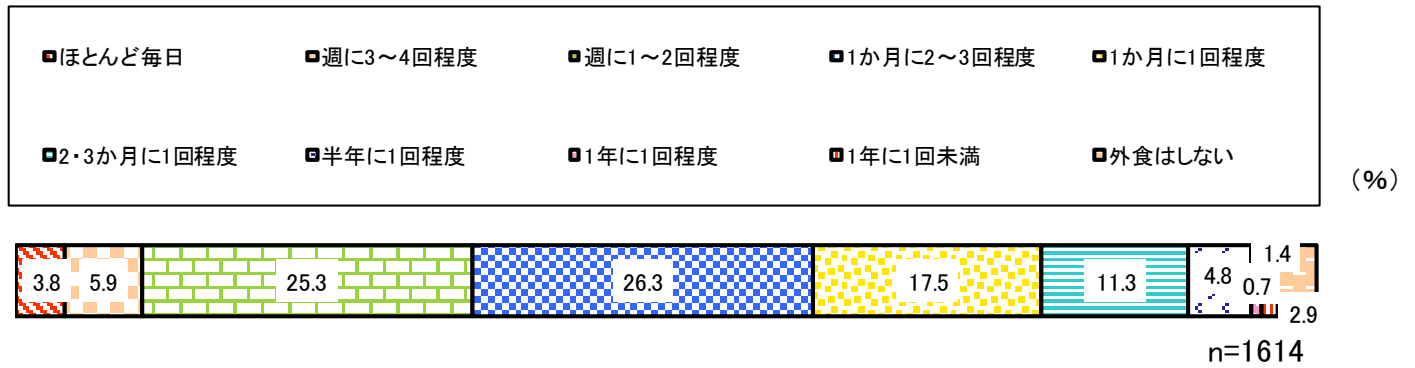 ほとんど毎日 週に3～4回程度 週に1～2回程度 1か月に2～3回程度 1か月に1回程度
2・3か月に1回程度 半年に1回程度 1年に1回程度 1年に1回未満 外食はしない
（%）
3.8 5.9 25.3 26.3 17.5 11.3 4.8 0.7 1.4 2.9
n=1614